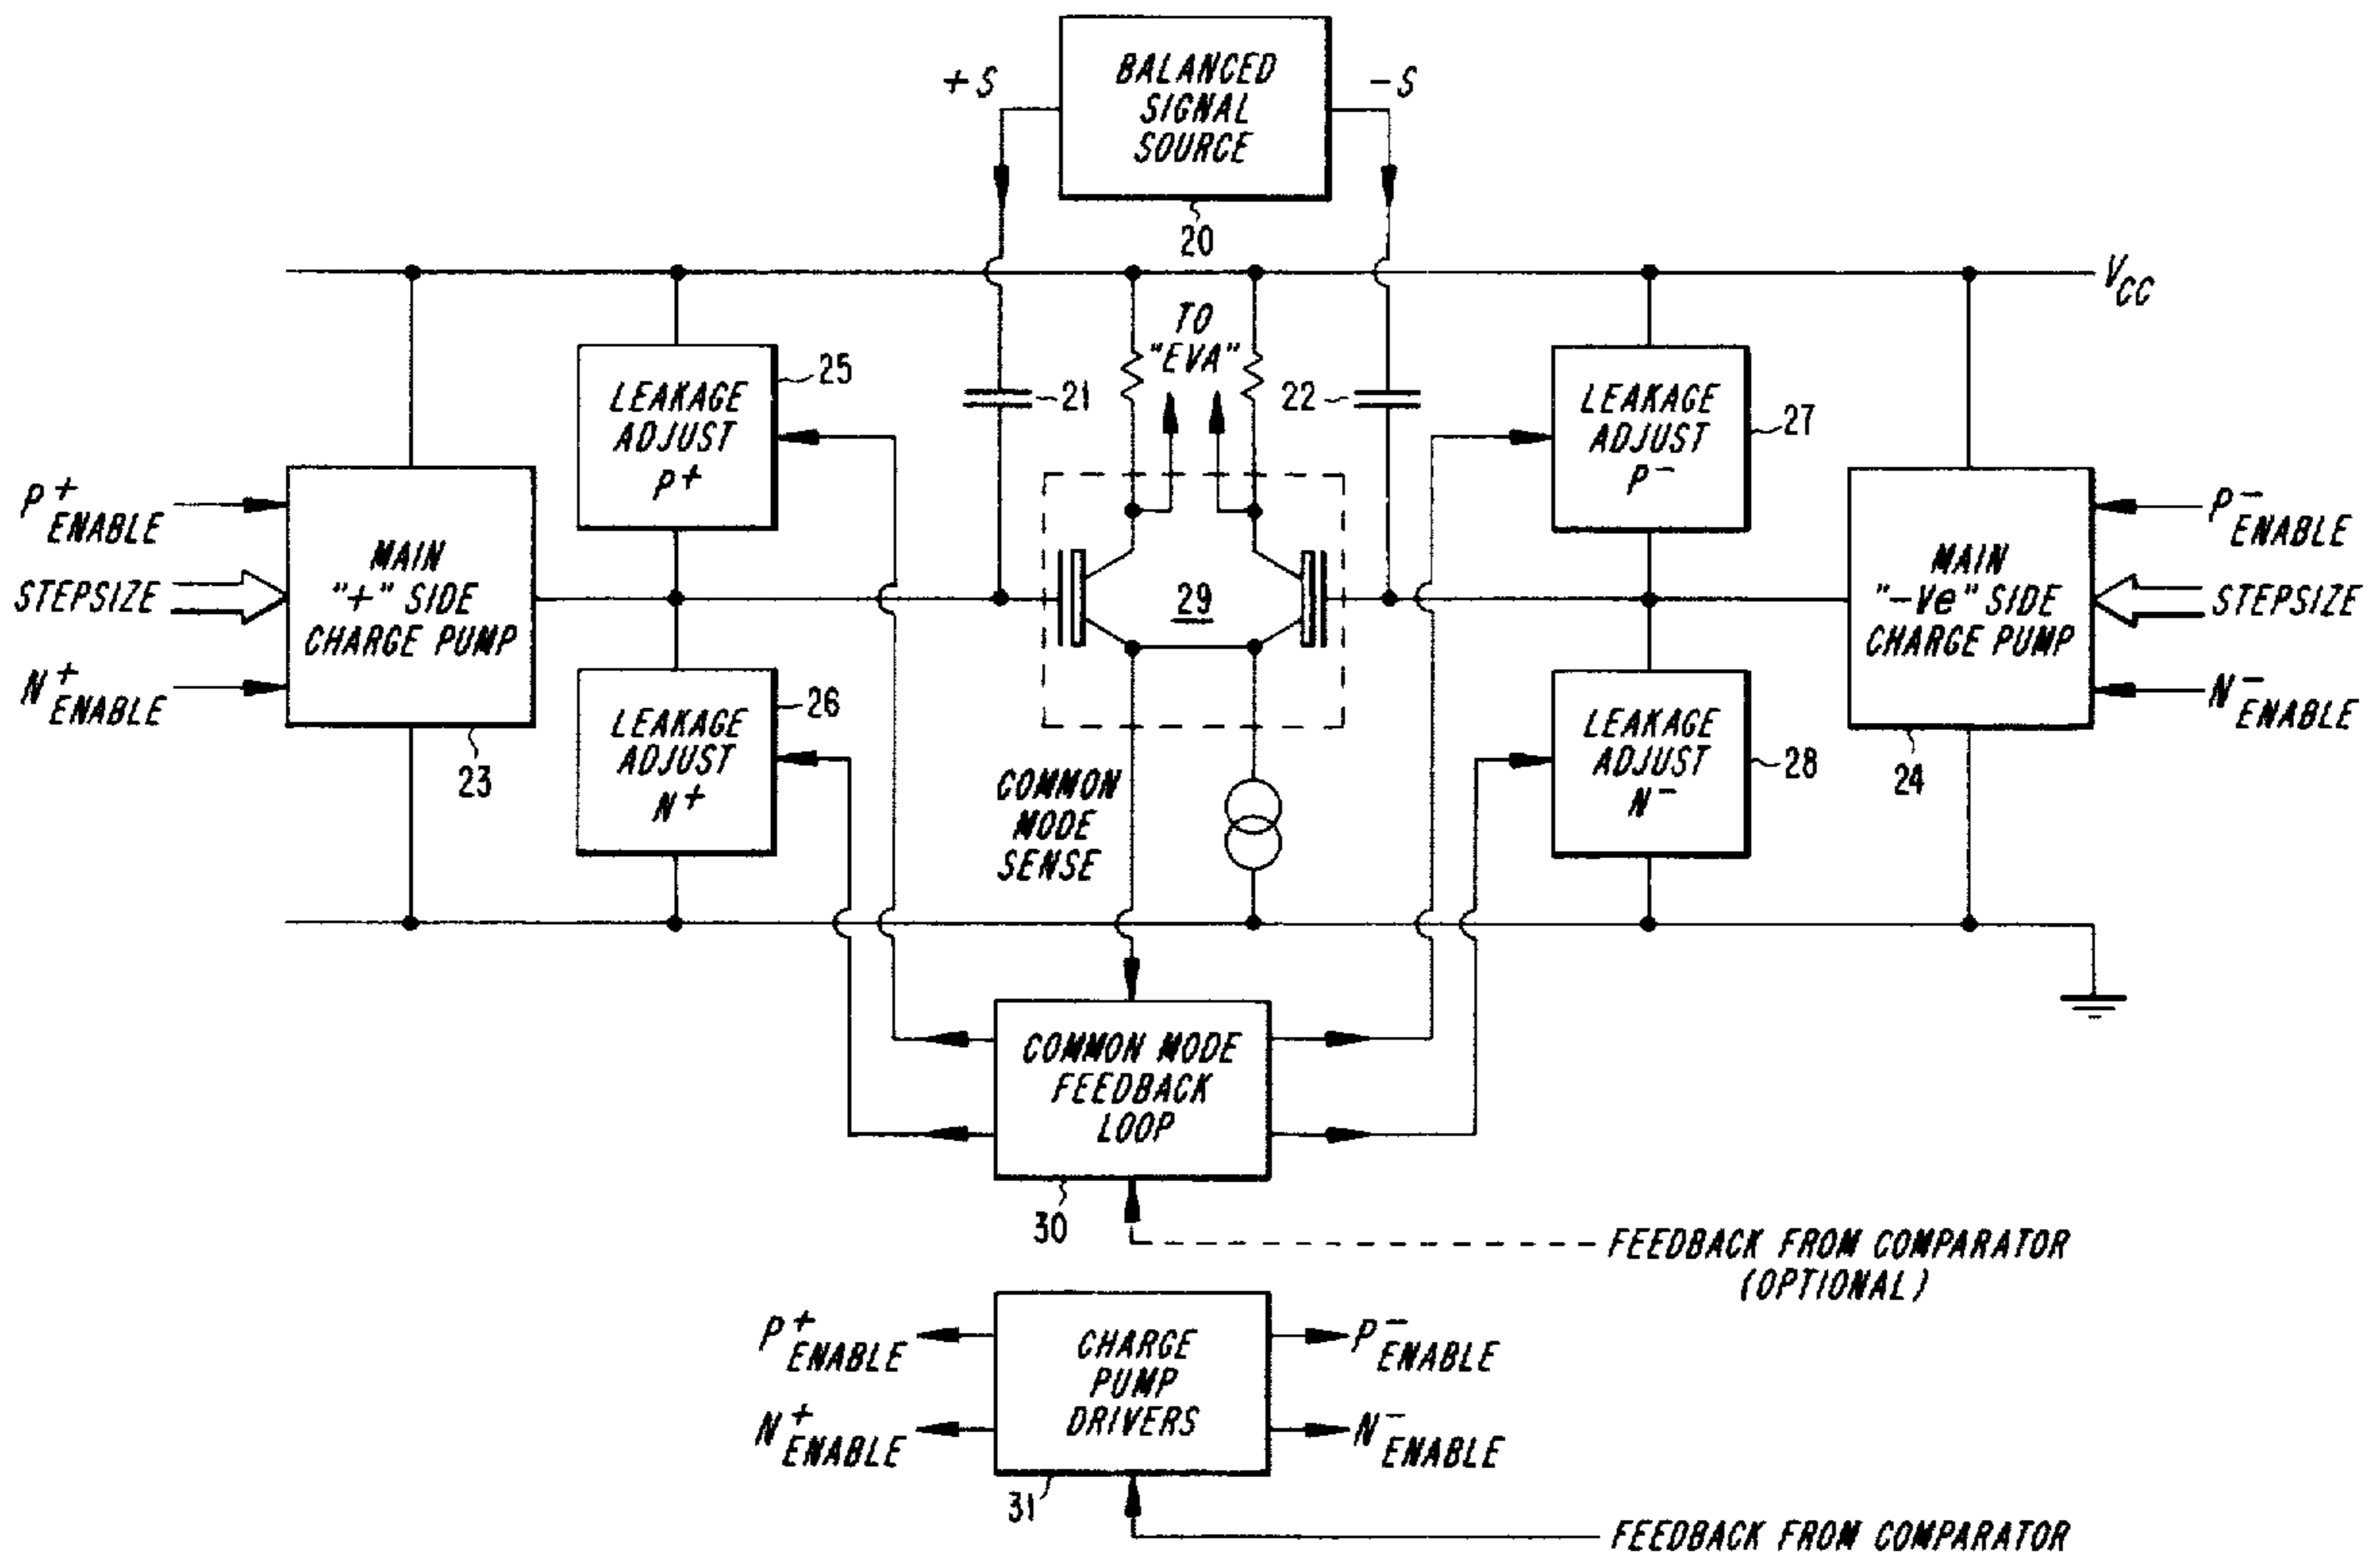 BALANCED
SIGNAL
SOURCE
+S
-S
20
VCC
TO
"EVA"
25
LEAKAGE
ADJUST
P+
21
22
LEAKAGE
ADJUST
P-
27
P+ENABLE
STEPSIZE
N+ENABLE
MAIN
"+" SIDE
CHARGE PUMP
23
29
MAIN
"-Ve" SIDE
CHARGE PUMP
24
P-ENABLE
STEPSIZE
N-ENABLE
26
LEAKAGE
ADJUST
N+
COMMON
MODE
SENSE
LEAKAGE
ADJUST
N-
28
COMMON MODE
FEEDBACK
LOOP
30
FEEDBACK FROM COMPARATOR
(OPTIONAL)
P+ENABLE
N+ENABLE
CHARGE
PUMP
DRIVERS
P-ENABLE
N-ENABLE
31
FEEDBACK FROM COMPARATOR